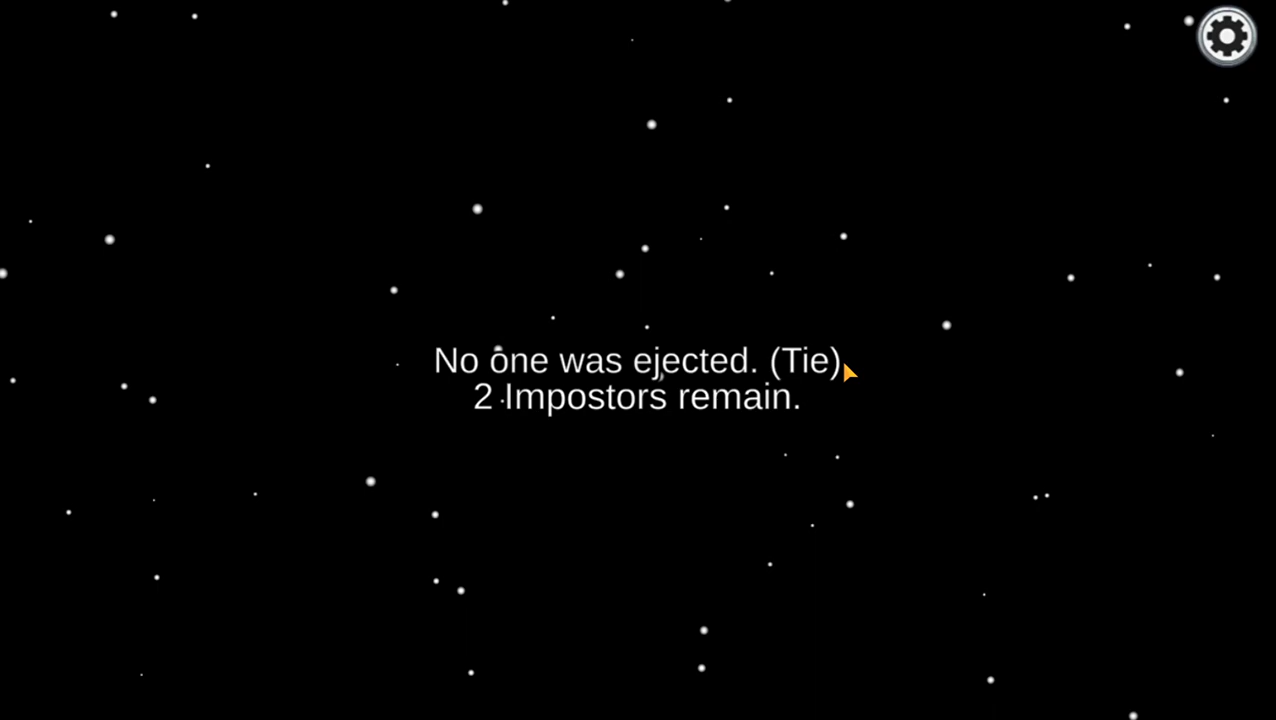 No one was ejected. (Tie)
2 Impostors remain.